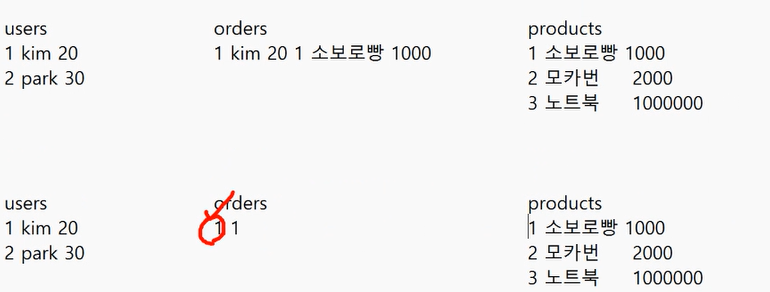 users
1 kim 20
2 park 30
orders
1 kim 20 1 소보로빵 1000
products
1 소보로빵 1000
2 모카번 2000
3 노트북 1000000
users
1 kim 20
2 park 30
orders
1 1
products
1 소보로빵 1000
2 모카번 2000
3 노트북 1000000